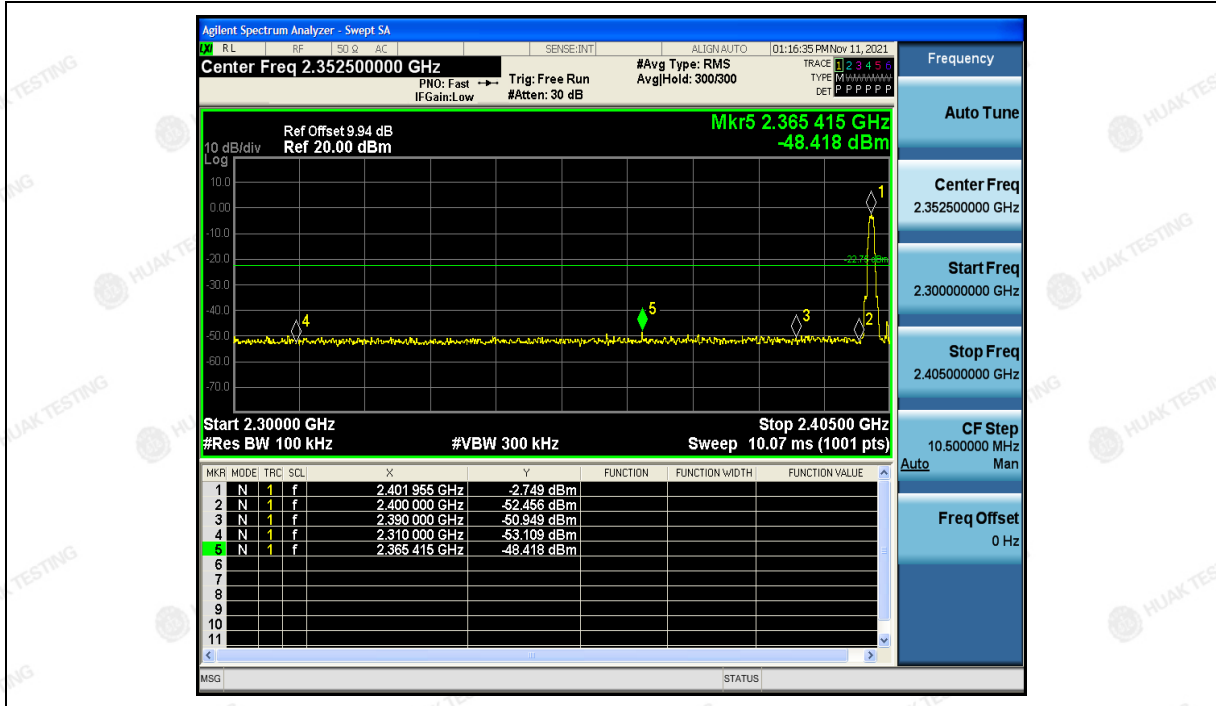 Agilent Spectrum Analyzer - Swept SA
LXI RL RF 50 Ω AC SENSE:INT ALIGNAUTO 01:16:35 PM Nov 11, 2021
Center Freq 2.352500000 GHz
PNO: Fast
IFGain:Low
Trig: Free Run
#Atten: 30 dB
#Avg Type: RMS
Avg|Hold: 300/300
TRACE 1 2 3 4 5 6
TYPE M W W W W W
DET P P P P P P
Ref Offset 9.94 dB
10 dB/div Ref 20.00 dBm
Log
Mkr5 2.365 415 GHz
-48.418 dBm
10.0
0.00
-10.0
-20.0
-30.0
-40.0
-50.0
-60.0
-70.0
1
-22.75 dBm
4
5
3
2
Start 2.30000 GHz Stop 2.40500 GHz
#Res BW 100 kHz #VBW 300 kHz Sweep 10.07 ms (1001 pts)
MKR MODE TRC SCL X Y FUNCTION FUNCTION WIDTH FUNCTION VALUE
1 N 1 f 2.401 955 GHz -2.749 dBm
2 N 1 f 2.400 000 GHz -52.456 dBm
3 N 1 f 2.390 000 GHz -50.949 dBm
4 N 1 f 2.310 000 GHz -53.109 dBm
5 N 1 f 2.365 415 GHz -48.418 dBm
6
7
8
9
10
11
MSG STATUS
Frequency
Auto Tune
Center Freq
2.352500000 GHz
Start Freq
2.300000000 GHz
Stop Freq
2.405000000 GHz
CF Step
10.500000 MHz
Auto Man
Freq Offset
0 Hz
HUAK TESTING